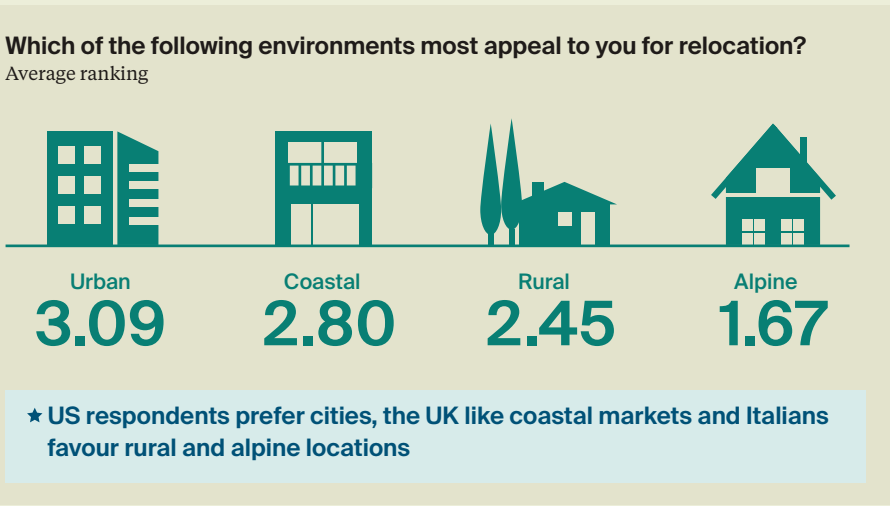 Which of the following environments most appeal to you for relocation?
Average ranking
Urban
3.09
Coastal
2.80
Rural
2.45
Alpine
1.67
★ US respondents prefer cities, the UK like coastal markets and Italians
favour rural and alpine locations